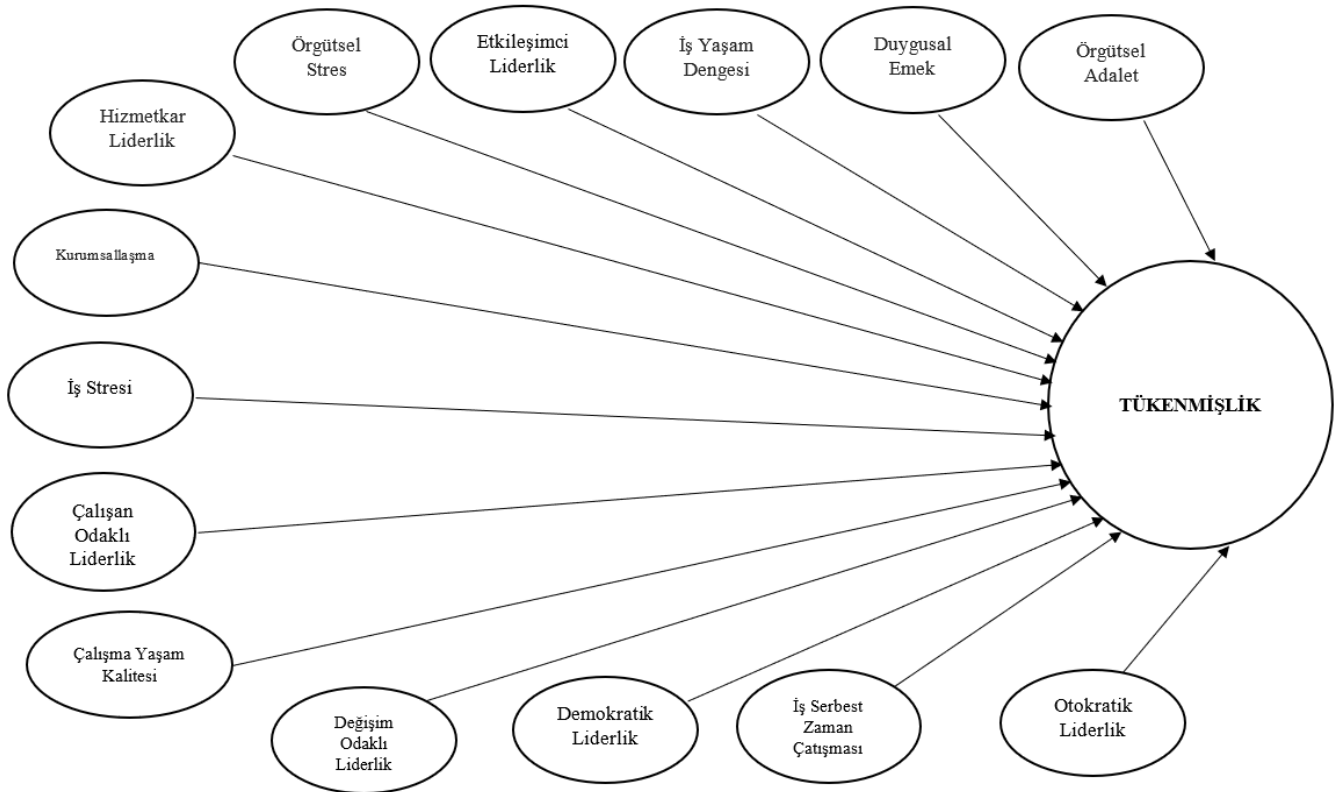 Örgütsel
Stres
Etkileşimci
Liderlik
İş Yaşam
Dengesi
Duygusal
Emek
Örgütsel
Adalet
Hizmetkar
Liderlik
Kurumsallaşma
İş Stresi
Çalışan
Odaklı
Liderlik
Çalışma Yaşam
Kalitesi
Değişim
Odaklı
Liderlik
Demokratik
Liderlik
İş Serbest
Zaman
Çatışması
Otokratik
Liderlik
TÜKENMİŞLİK